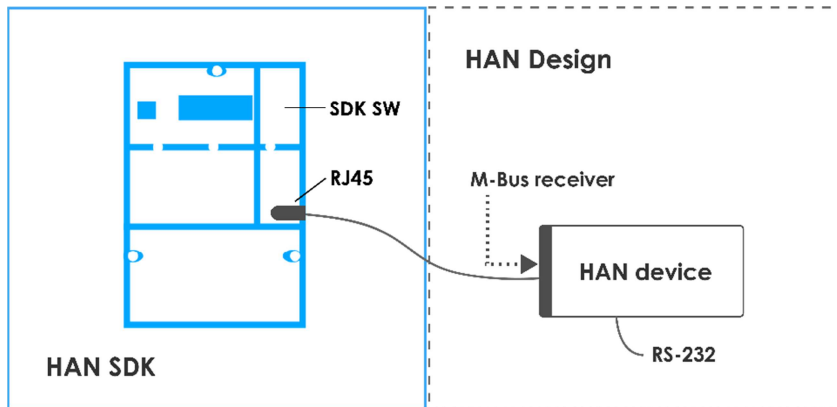 HAN Design
SDK SW
RJ45
M-Bus receiver
HAN device
RS-232
HAN SDK